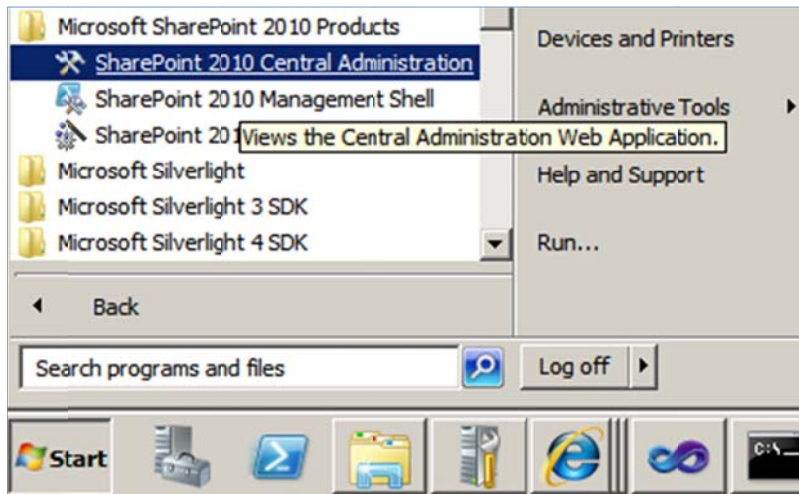 Microsoft SharePoint 2010 Products
SharePoint 2010 Central Administration
SharePoint 2010 Management Shell
SharePoint 201
Views the Central Administration Web Application.
Microsoft Silverlight
Microsoft Silverlight 3 SDK
Microsoft Silverlight 4 SDK
Back
Search programs and files
Devices and Printers
Administrative Tools
Help and Support
Run...
Log off
Start
C:\